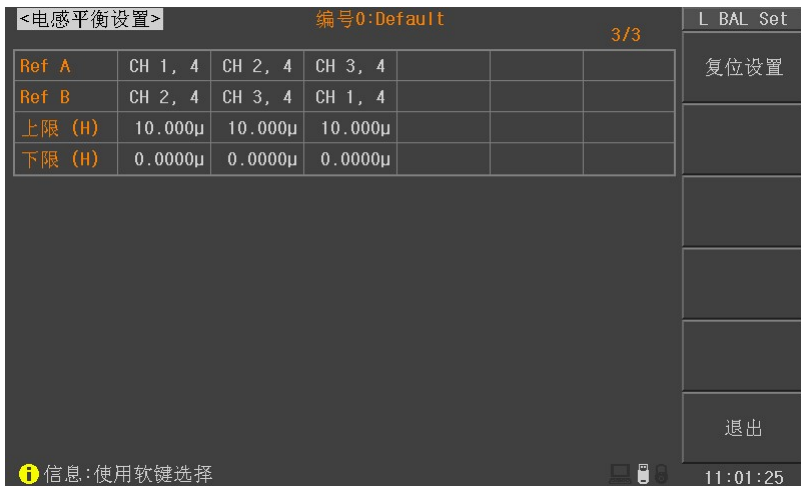 <电感平衡设置> 编号0:Default 3/3 L BAL Set
复位设置
Ref A CH 1, 4 CH 2, 4 CH 3, 4
Ref B CH 2, 4 CH 3, 4 CH 1, 4
上限 (H) 10.000μ 10.000μ 10.000μ
下限 (H) 0.0000μ 0.0000μ 0.0000μ
退出
信息:使用软键选择 11:01:25